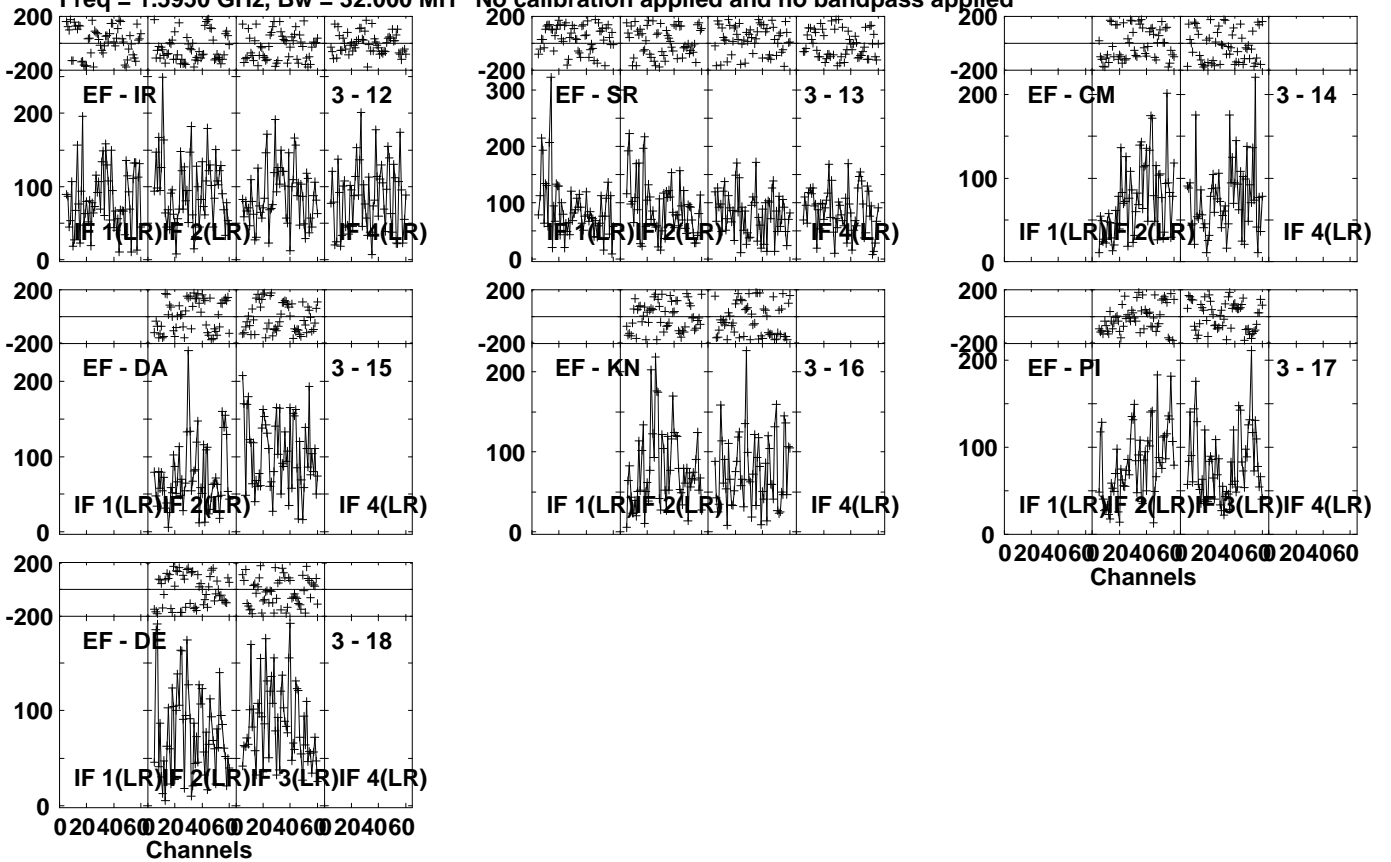 Freq = 1.5950 GHz, Bw = 32.000 MH No calibration applied and no bandpass applied
200
-200
EF - IR 3 - 12
200
100
0
IF 1(LR) IF 2(LR) IF 4(LR)
200
-200
EF - SR 3 - 13
300
200
100
0
IF 1(LR) IF 2(LR) IF 4(LR)
200
-200
EF - CM 3 - 14
200
100
0
IF 1(LR) IF 2(LR) IF 4(LR)
200
-200
EF - DA 3 - 15
200
100
0
IF 1(LR) IF 2(LR) IF 4(LR)
200
-200
EF - KN 3 - 16
200
100
0
IF 1(LR) IF 2(LR) IF 4(LR)
200
-200
EF - PI 3 - 17
200
100
0
IF 1(LR) IF 2(LR) IF 3(LR) IF 4(LR)
0 20 40 60 0 20 40 60 0 20 40 60 0 20 40 60
Channels
200
-200
EF - DE 3 - 18
100
0
IF 1(LR) IF 2(LR) IF 3(LR) IF 4(LR)
0 20 40 60 0 20 40 60 0 20 40 60 0 20 40 60
Channels